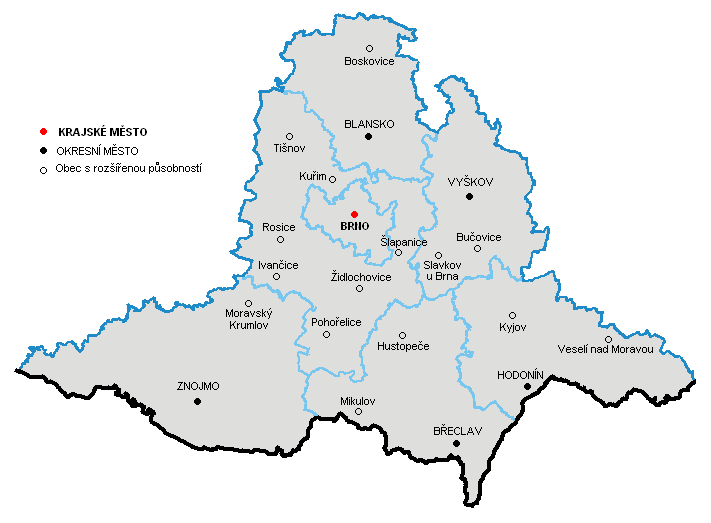 Boskovice
BLANSKO
KRAJSKÉ MĚSTO
OKRESNÍ MĚSTO
Obec s rozšířenou působností
Tišnov
Kuřim
VYŠKOV
Rosice
BRNO
Šlapanice
Bučovice
Ivančice
Židlochovice
Slavkov
u Brna
Moravský
Krumlov
Pohořelice
Hustopeče
Kyjov
Veselí nad Moravou
ZNOJMO
HODONÍN
Mikulov
BŘECLAV